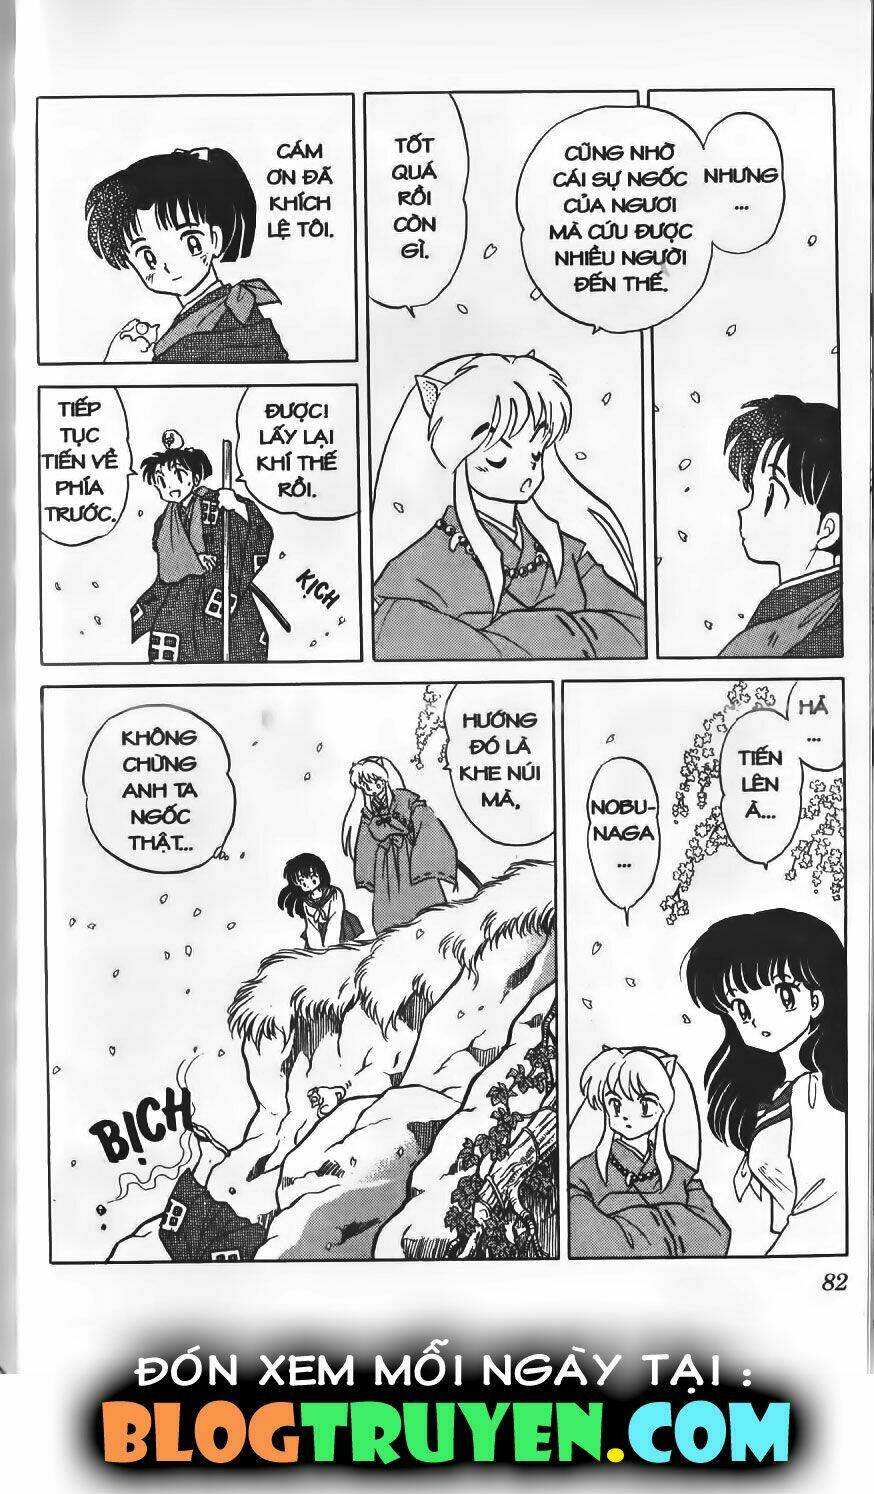 NHƯNG
...
CŨNG NHỜ
CÁI SỰ NGỐC
CỦA NGƯƠI
MÀ CỨU ĐƯỢC
NHIỀU NGƯỜI
ĐẾN THẾ.
TỐT
QUÁ
RỒI
CÒN
GÌ.
CÁM
ƠN ĐÃ
KHÍCH
LỆ TÔI.
ĐƯỢC!
LẤY LẠI
KHÍ THẾ
RỒI.
TIẾP
TỤC
TIẾN VỀ
PHÍA
TRƯỚC.
KỊCH
HẢ
...
TIẾN
LÊN
À...
NOBU-
NAGA
...
HƯỚNG
ĐÓ LÀ
KHE NÚI
MÀ.
KHÔNG
CHỪNG
ANH TA
NGỐC
THẬT...
BỊCH
82
ĐÓN XEM MỖI NGÀY TẠI :
BLOGTRUYEN.COM